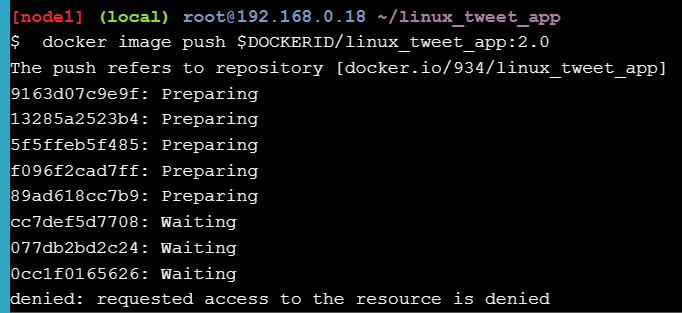 [node1] (local) root@192.168.0.18 ~/linux_tweet_app
$  docker image push $DOCKERID/linux_tweet_app:2.0
The push refers to repository [docker.io/934/linux_tweet_app]
9163d07c9e9f: Preparing
13285a2523b4: Preparing
5f5ffeb5f485: Preparing
f096f2cad7ff: Preparing
89ad618cc7b9: Preparing
cc7def5d7708: Waiting
077db2bd2c24: Waiting
0cc1f0165626: Waiting
denied: requested access to the resource is denied